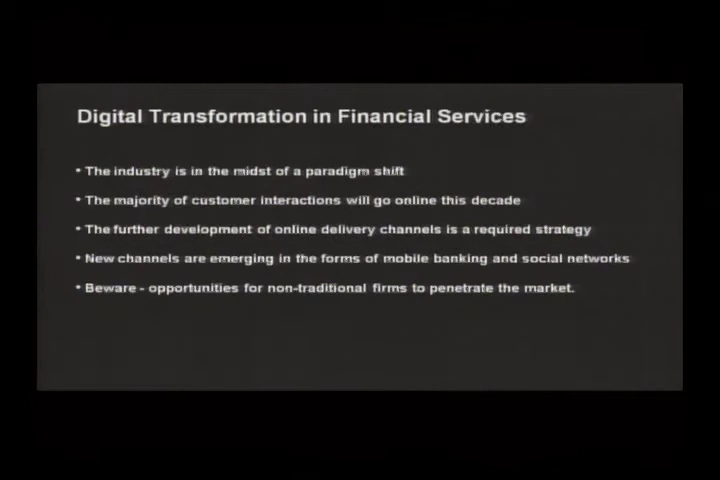 Digital Transformation in Financial Services
• The industry is in the midst of a paradigm shift
• The majority of customer interactions will go online this decade
• The further development of online delivery channels is a required strategy
• New channels are emerging in the forms of mobile banking and social networks
• Beware - opportunities for non-traditional firms to penetrate the market.